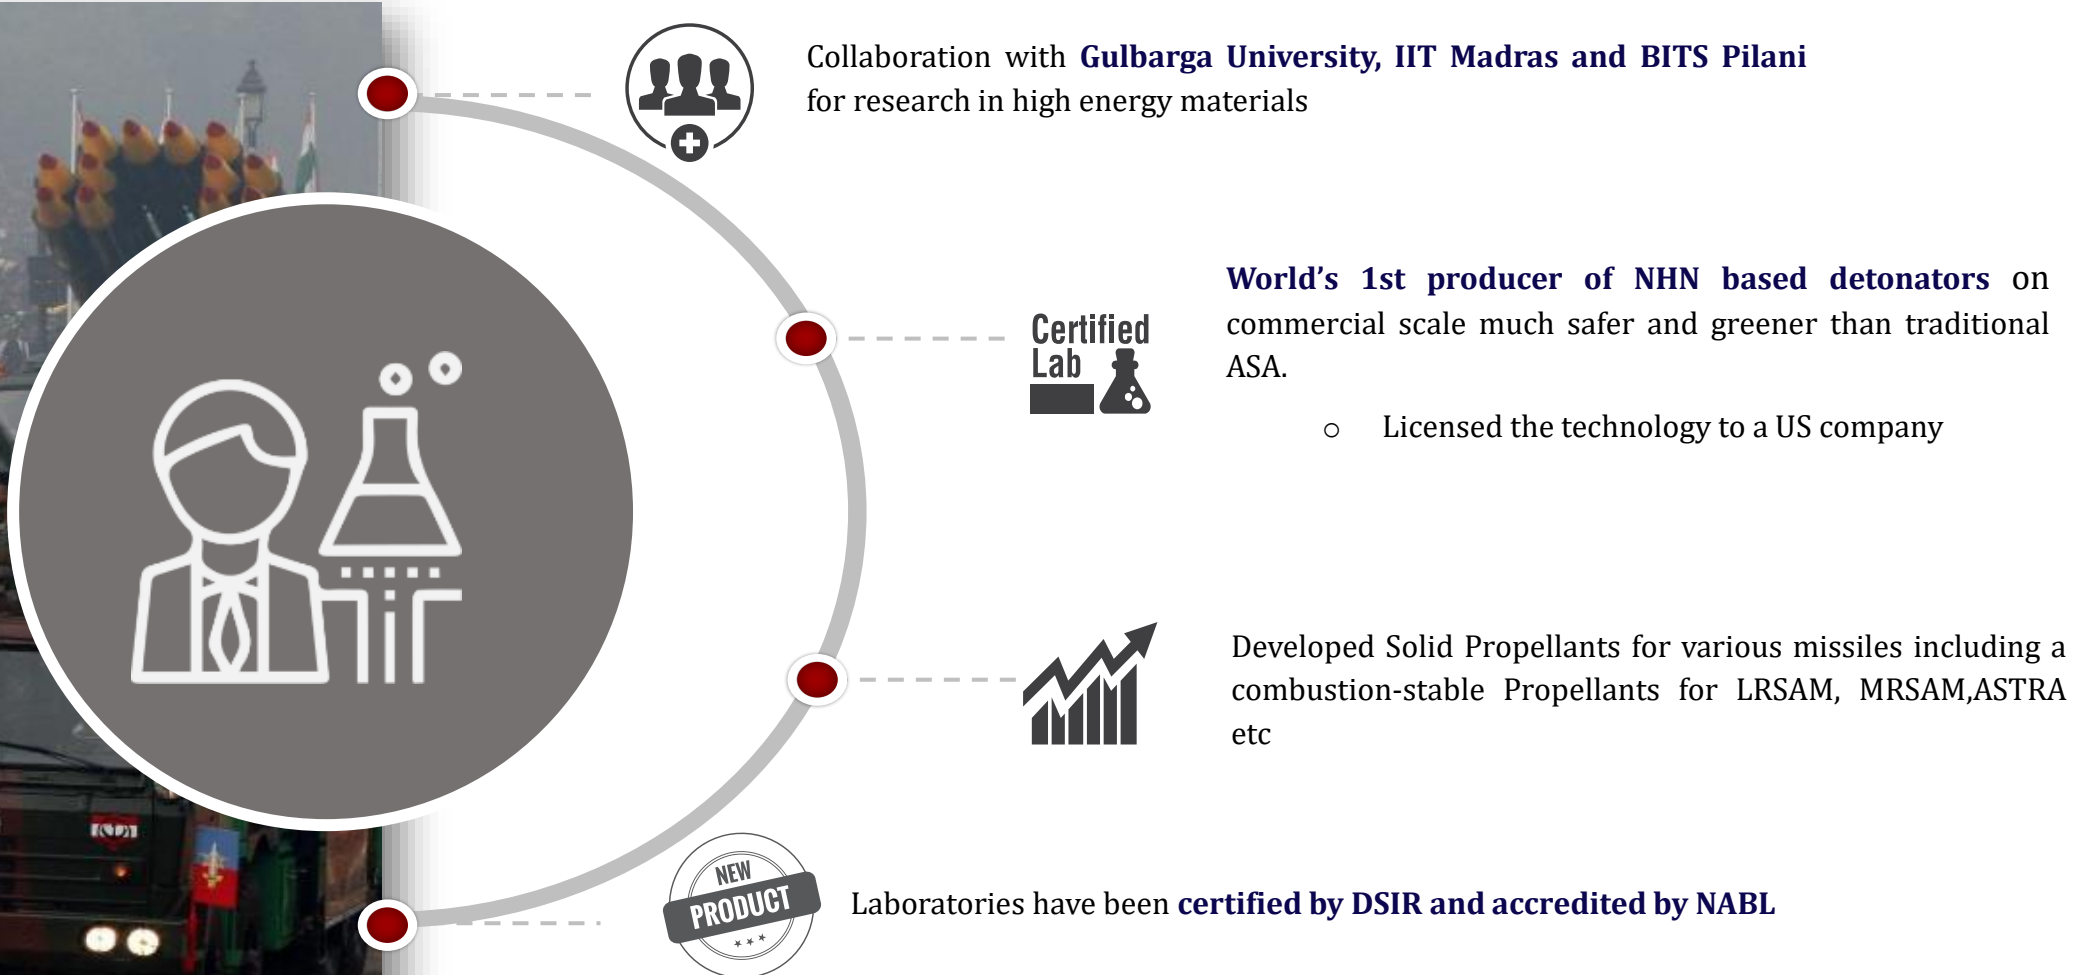 Collaboration with Gulbarga University, IIT Madras and BITS Pilani
for research in high energy materials
World’s 1st producer of NHN based detonators on
commercial scale much safer and greener than traditional
ASA.
o Licensed the technology to a US company
Certified
Lab
Developed Solid Propellants for various missiles including a
combustion-stable Propellants for LRSAM, MRSAM,ASTRA
etc
NEW
PRODUCT
Laboratories have been certified by DSIR and accredited by NABL